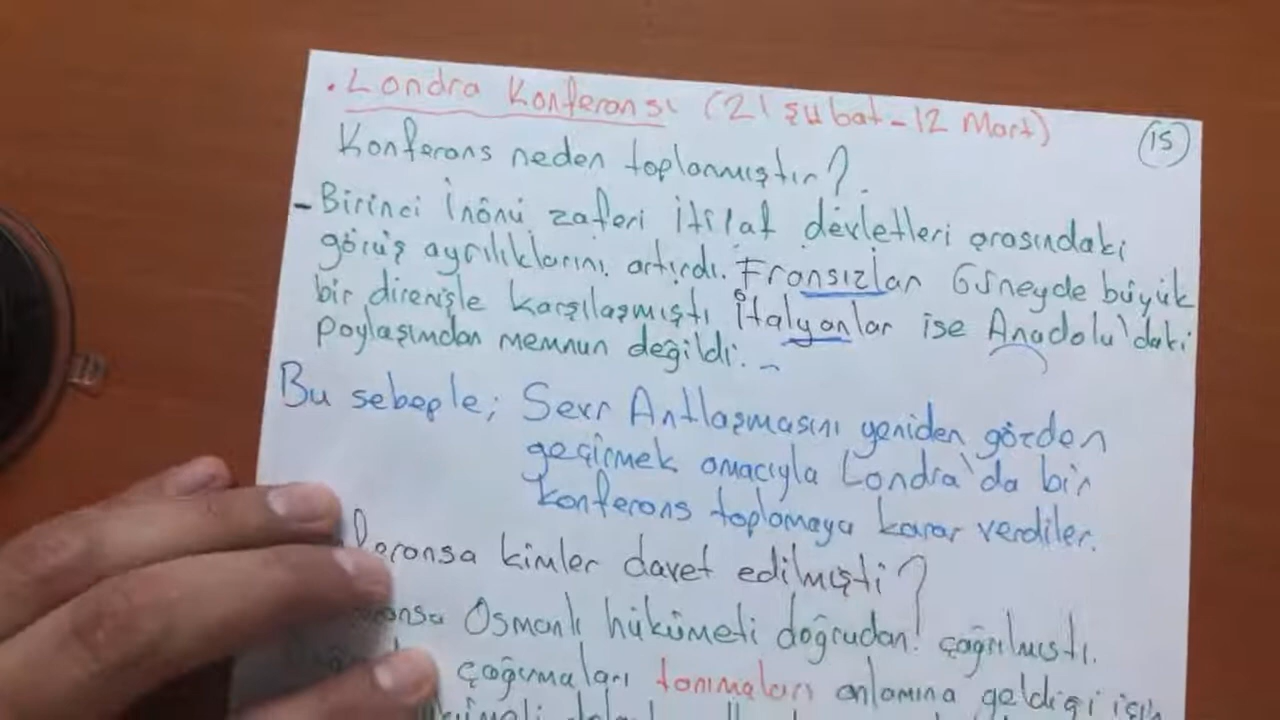 . Londra Konferansı (21 Şubat - 12 Mart)
15
Konferans neden toplanmıştır?
- Birinci İnönü zaferi İtilaf devletleri arasındaki
görüş ayrılıklarını artırdı. Fransızlar Güneyde büyük
bir direnişle karşılaşmıştı İtalyanlar ise Anadolu'daki
paylaşımdan memnun değildi.
Bu sebeple; Sevr Antlaşmasını yeniden gözden
geçirmek amacıyla Londra'da bir
konferans toplamaya karar verdiler.
kimler davet edilmişti?
Osmanlı hükümeti doğrudan! çağrılmıştı.
çağırmaları tanımaları anlamına geldiği için